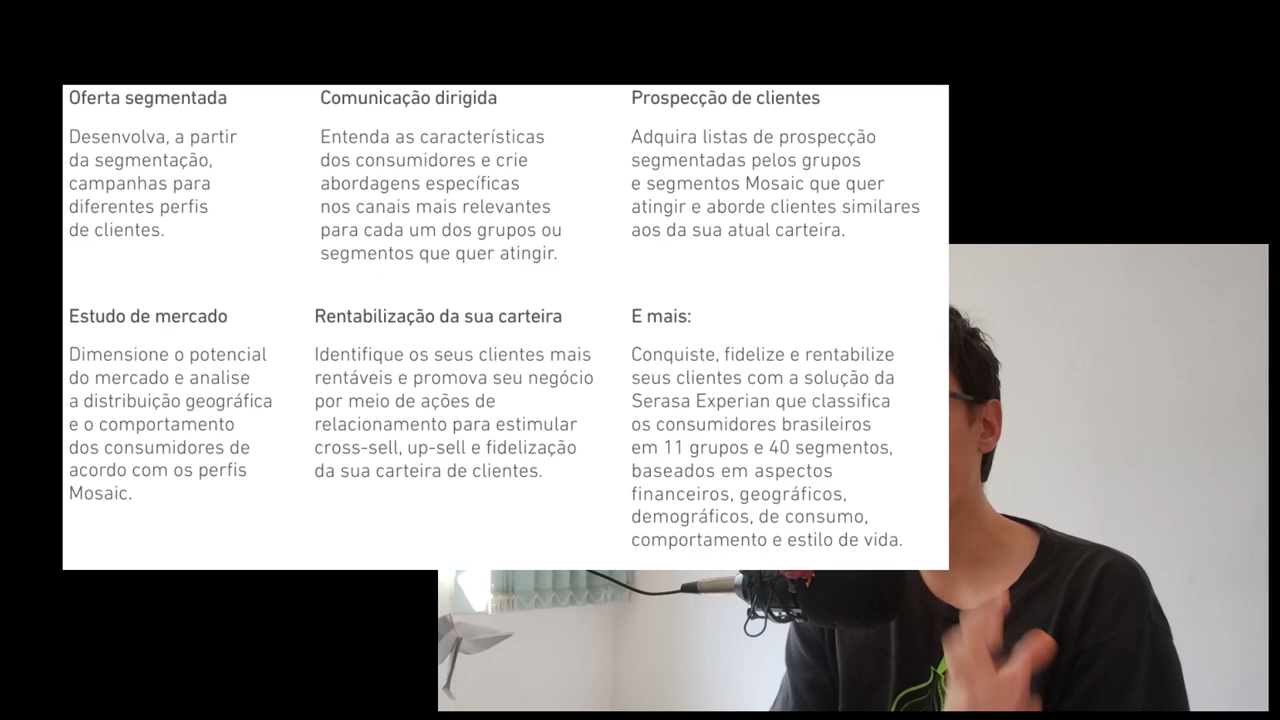 Oferta segmentada
Desenvolva, a partir
da segmentação,
campanhas para
diferentes perfis
de clientes.
Comunicação dirigida
Entenda as características
dos consumidores e crie
abordagens específicas
nos canais mais relevantes
para cada um dos grupos ou
segmentos que quer atingir.
Prospecção de clientes
Adquira listas de prospecção
segmentadas pelos grupos
e segmentos Mosaic que quer
atingir e aborde clientes similares
aos da sua atual carteira.
Estudo de mercado
Dimensione o potencial
do mercado e analise
a distribuição geográfica
e o comportamento
dos consumidores de
acordo com os perfis
Mosaic.
Rentabilização da sua carteira
Identifique os seus clientes mais
rentáveis e promova seu negócio
por meio de ações de
relacionamento para estimular
cross-sell, up-sell e fidelização
da sua carteira de clientes.
E mais:
Conquiste, fidelize e rentabilize
seus clientes com a solução da
Serasa Experian que classifica
os consumidores brasileiros
em 11 grupos e 40 segmentos,
baseados em aspectos
financeiros, geográficos,
demográficos, de consumo,
comportamento e estilo de vida.